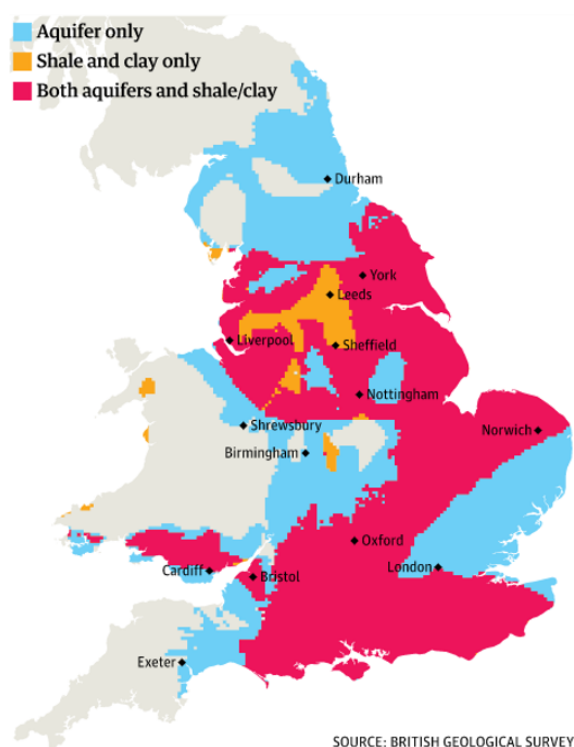 Aquifer only
Shale and clay only
Both aquifers and shale/clay
Durham
York
Leeds
Liverpool
Sheffield
Nottingham
Shrewsbury
Norwich
Birmingham
Oxford
London
Cardiff
Bristol
Exeter
SOURCE: BRITISH GEOLOGICAL SURVEY